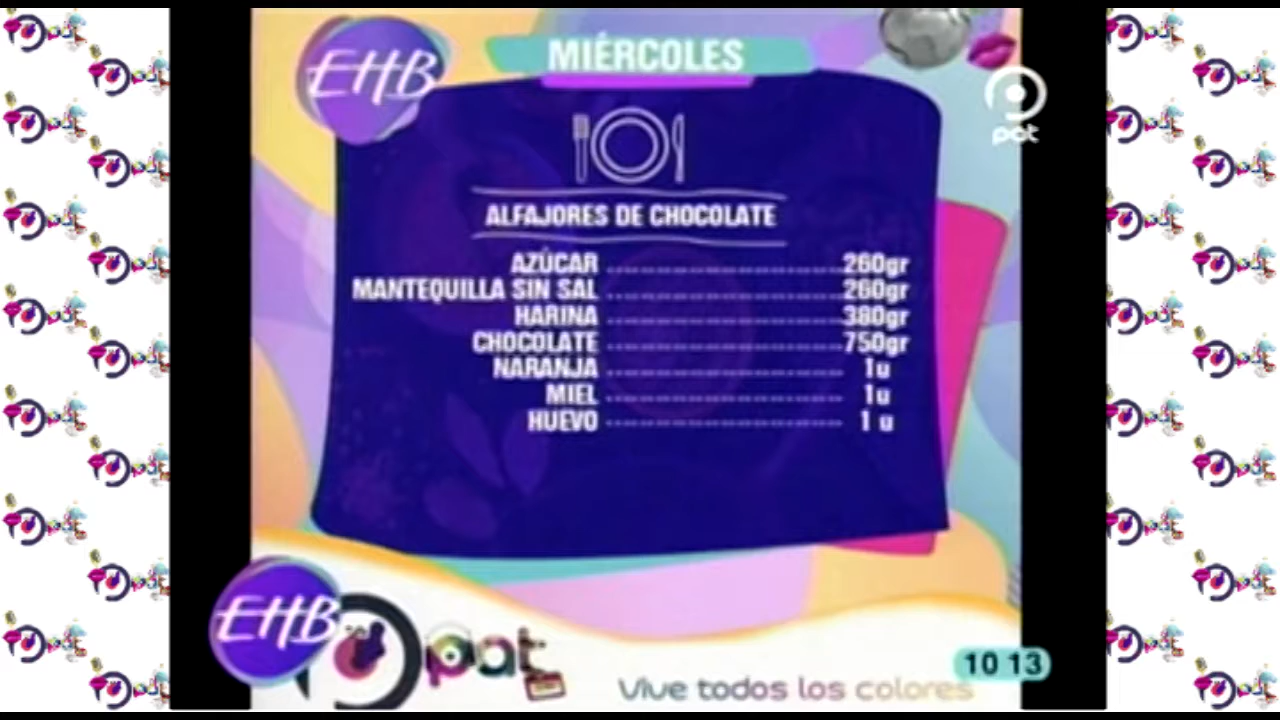 EHB
MIÉRCOLES
pat
ALFAJORES DE CHOCOLATE
AZÚCAR ---------------------- 260gr
MANTEQUILLA SIN SAL ---------------------- 260gr
HARINA ---------------------- 380gr
CHOCOLATE ---------------------- 750gr
NARANJA ---------------------- 1u
MIEL ---------------------- 1u
HUEVO ---------------------- 1 u
EHB
pat
Vive todos los colores
10 13